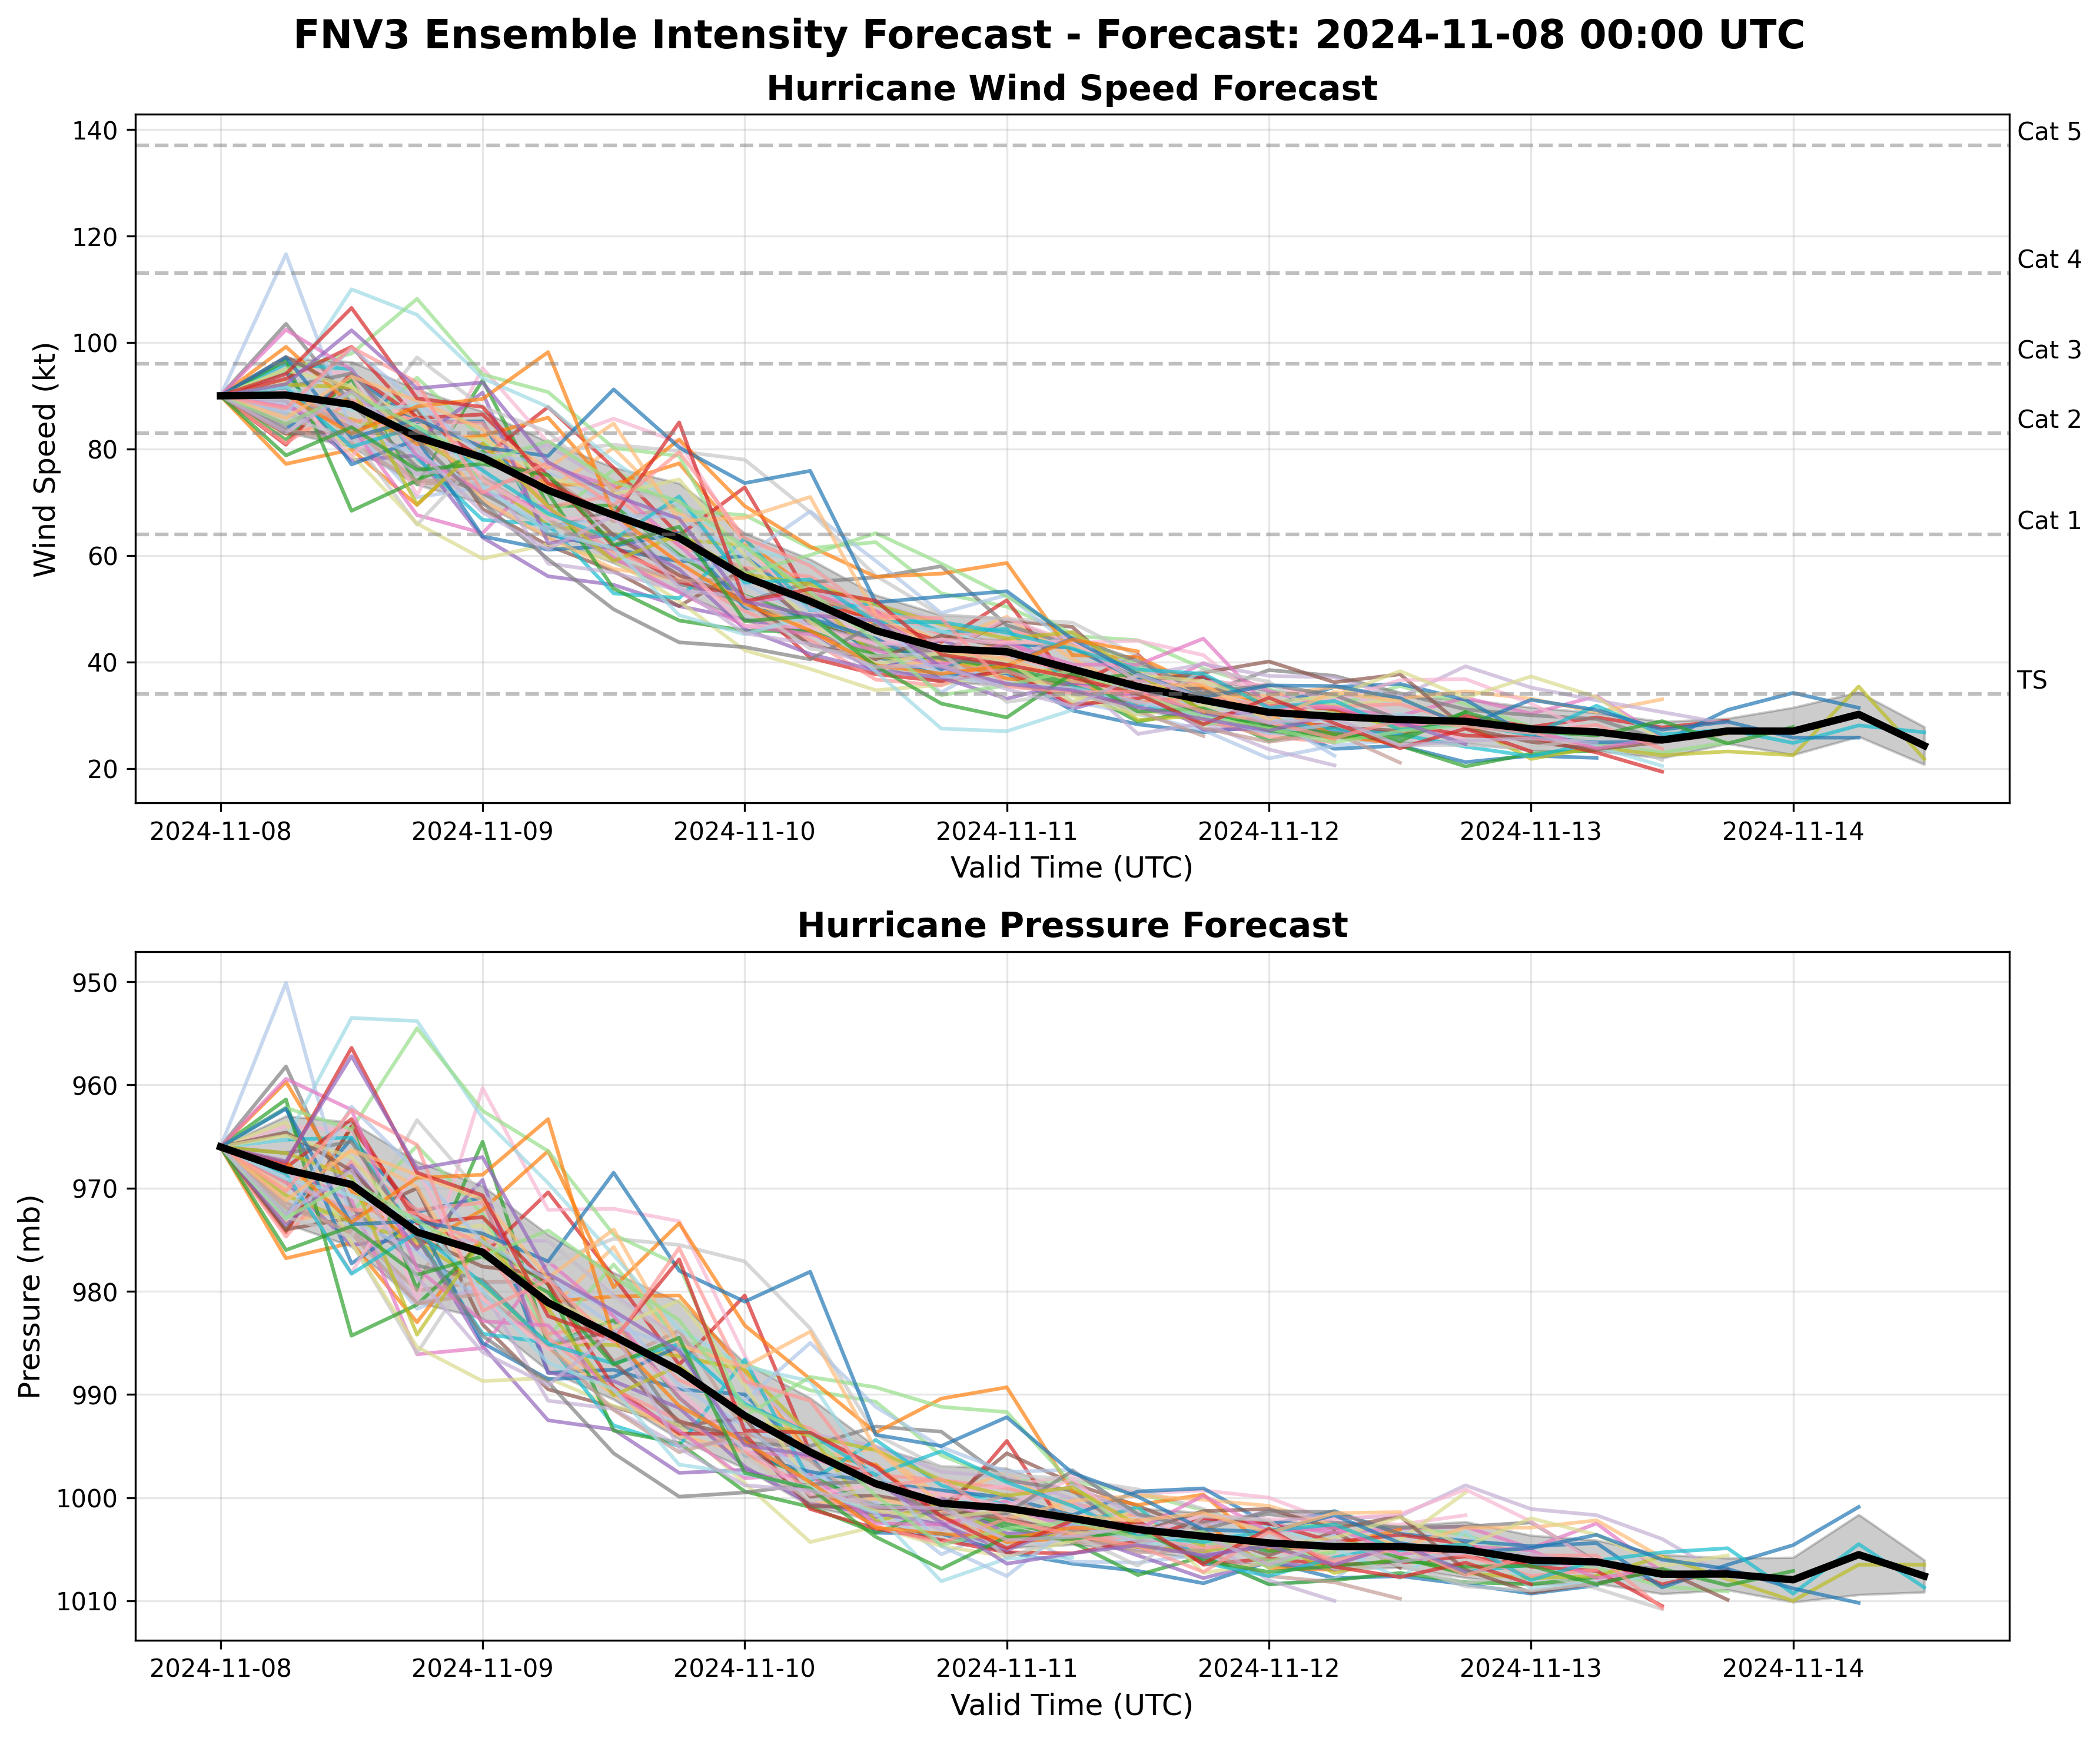 FNV3 Ensemble Intensity Forecast - Forecast: 2024-11-08 00:00 UTC
Hurricane Wind Speed Forecast
Wind Speed (kt)
140
120
100
80
60
40
20
Cat 5
Cat 4
Cat 3
Cat 2
Cat 1
TS
2024-11-08 2024-11-09 2024-11-10 2024-11-11 2024-11-12 2024-11-13 2024-11-14
Valid Time (UTC)
Hurricane Pressure Forecast
Pressure (mb)
950
960
970
980
990
1000
1010
2024-11-08 2024-11-09 2024-11-10 2024-11-11 2024-11-12 2024-11-13 2024-11-14
Valid Time (UTC)